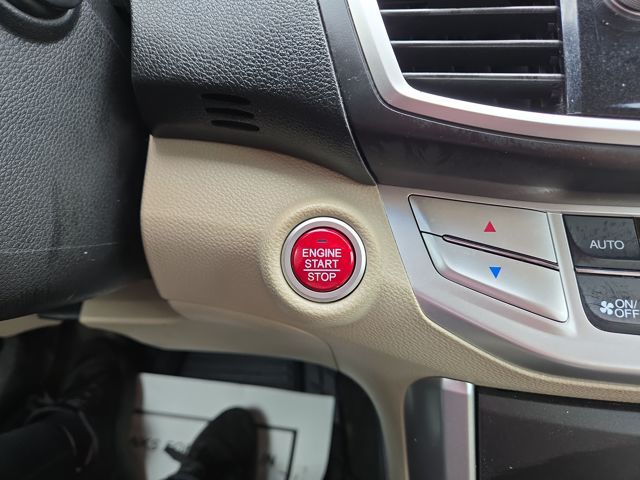 ENGINE
START
STOP
AUTO
ON/
OFF